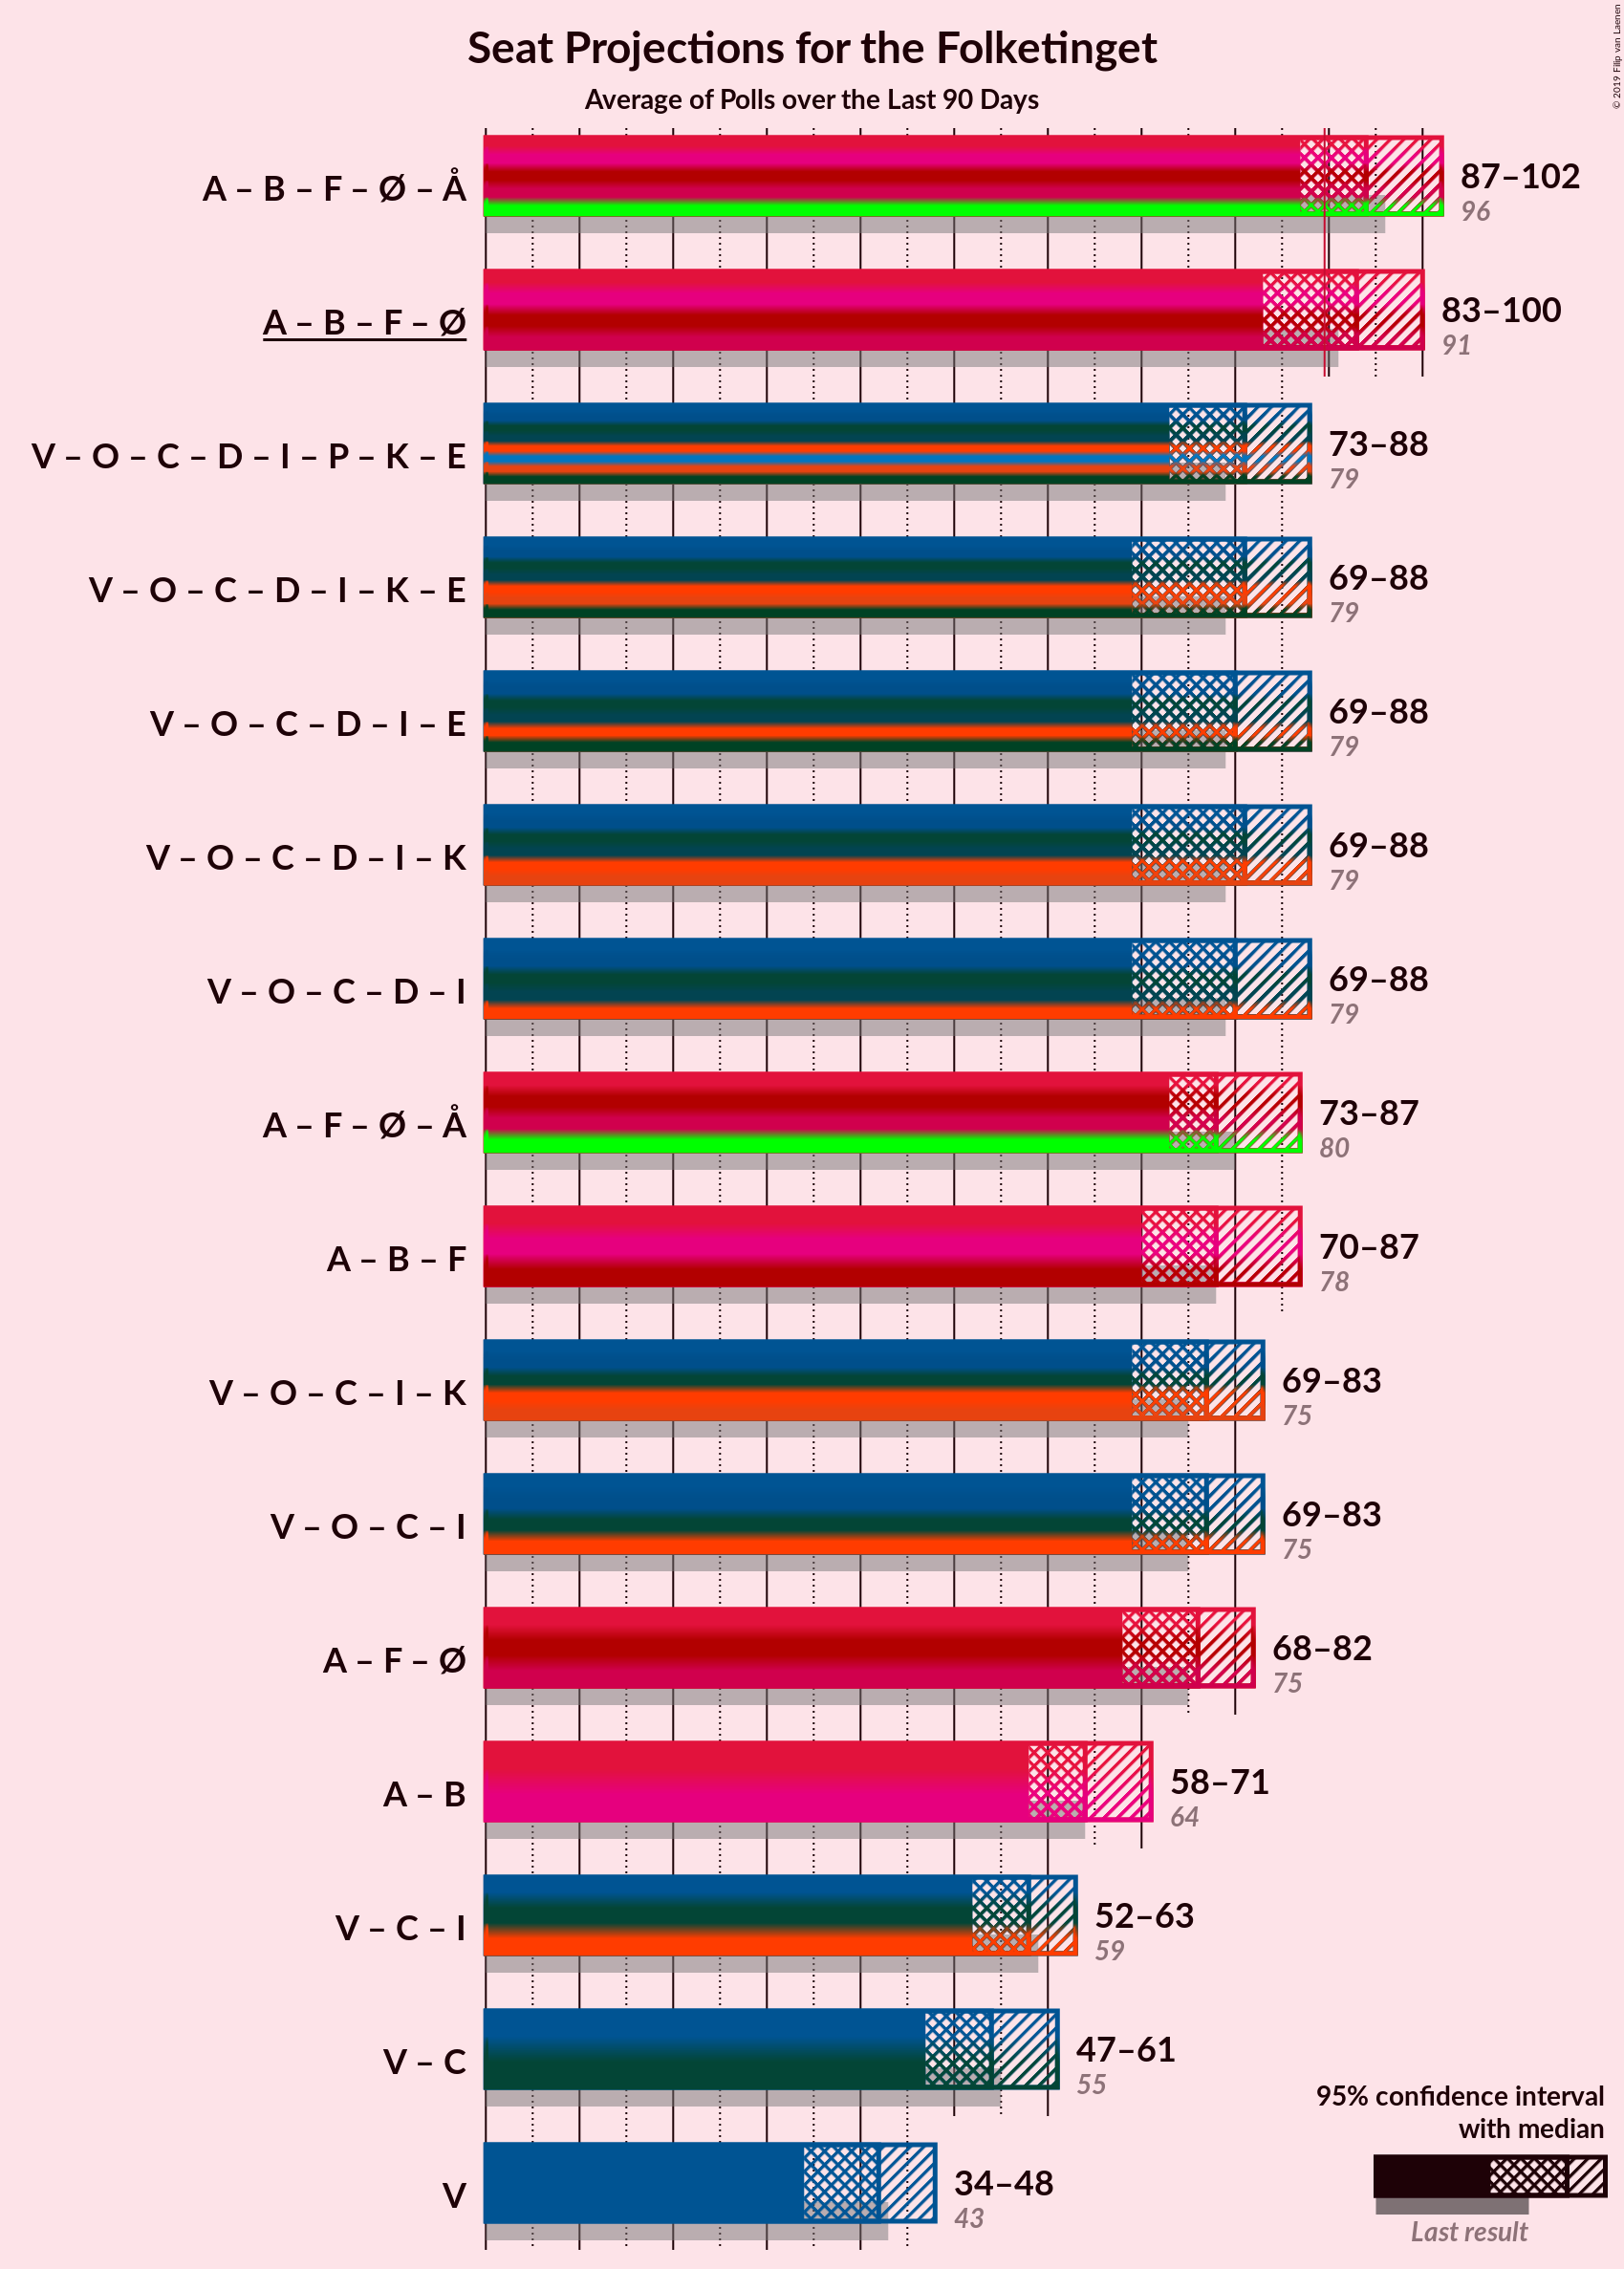 Seat Projections for the Folketinget
Average of Polls over the Last 90 Days
© 2019 Filip van Laenen
A – B – F – Ø – Å
87–102
96
A – B – F – Ø
83–100
91
V – O – C – D – I – P – K – E
73–88
79
V – O – C – D – I – K – E
69–88
79
V – O – C – D – I – E
69–88
79
V – O – C – D – I – K
69–88
79
V – O – C – D – I
69–88
79
A – F – Ø – Å
73–87
80
A – B – F
70–87
78
V – O – C – I – K
69–83
75
V – O – C – I
69–83
75
A – F – Ø
68–82
75
A – B
58–71
64
V – C – I
52–63
59
V – C
47–61
55
V
34–48
43
95% confidence interval
with median
Last result